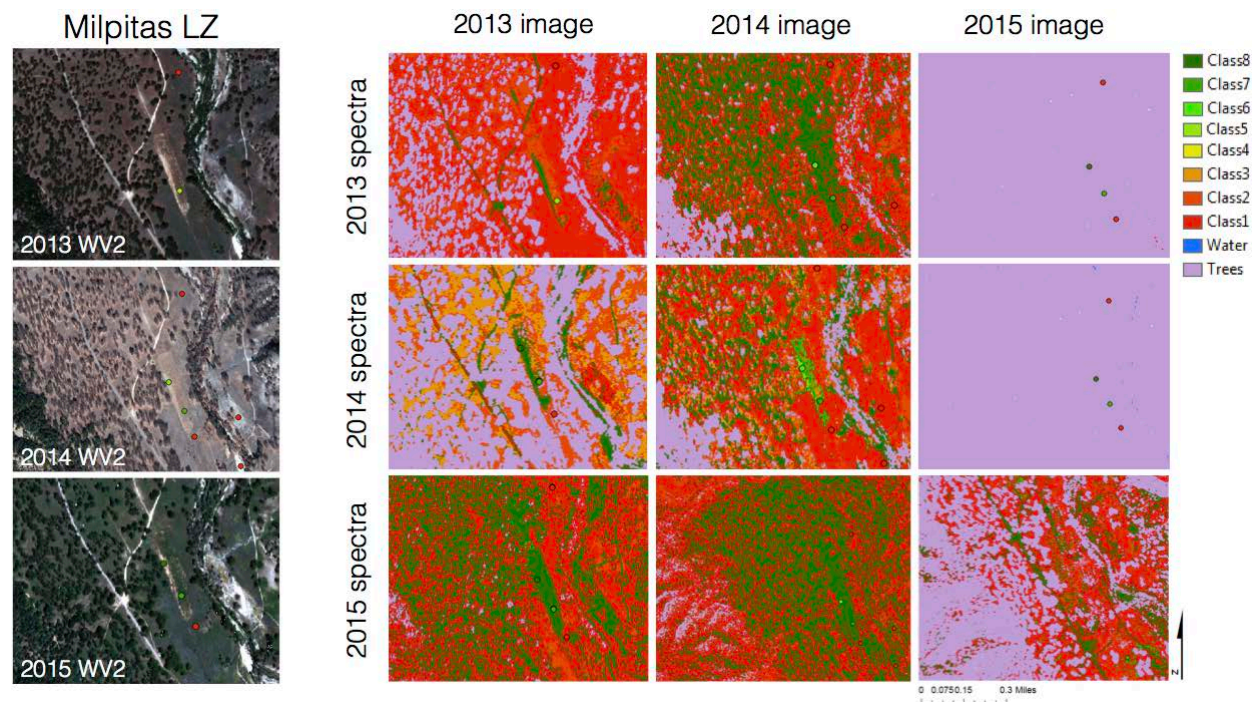 Milpitas LZ
2013 image
2014 image
2015 image
2013 WV2
2014 WV2
2015 WV2
2013 spectra
2014 spectra
2015 spectra
Class8
Class7
Class6
Class5
Class4
Class3
Class2
Class1
Water
Trees
N
0 0.0750.15 0.3 Miles